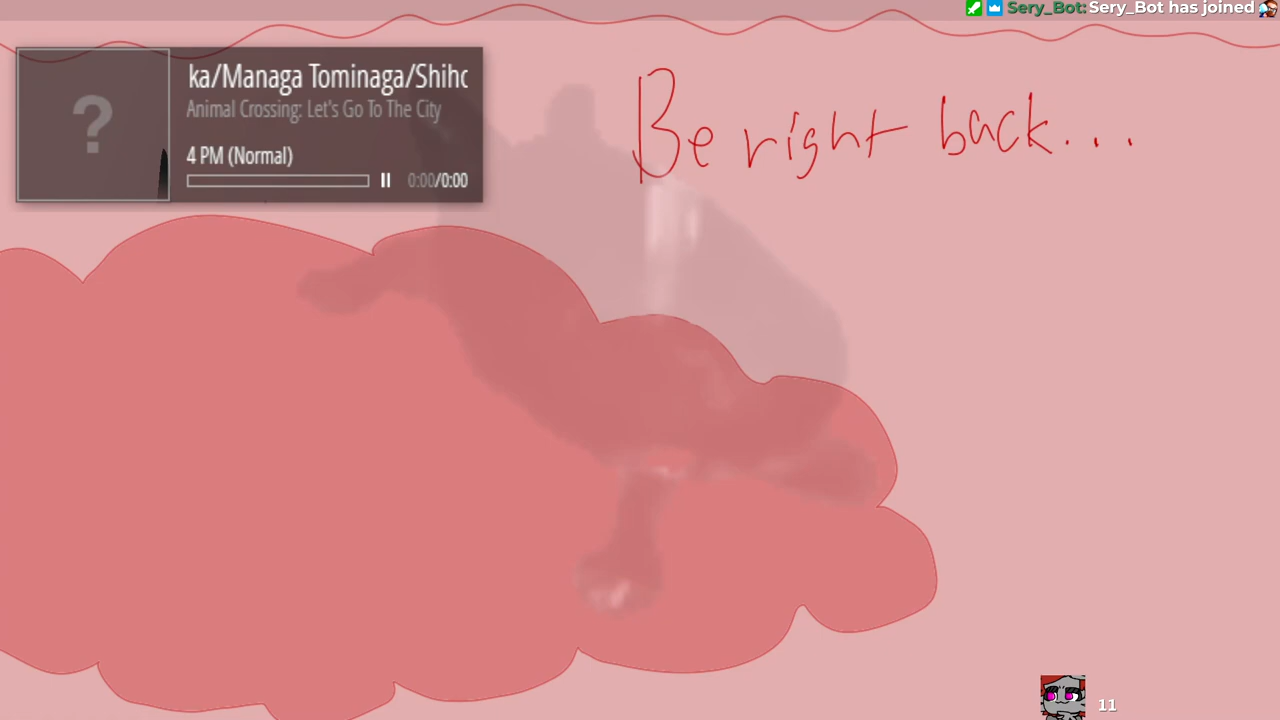 Sery_Bot: Sery_Bot has joined
ka/Managa Tominaga/Shiho
Animal Crossing: Let's Go To The City
4 PM (Normal)
0:00/0:00
Be right back...
?
11